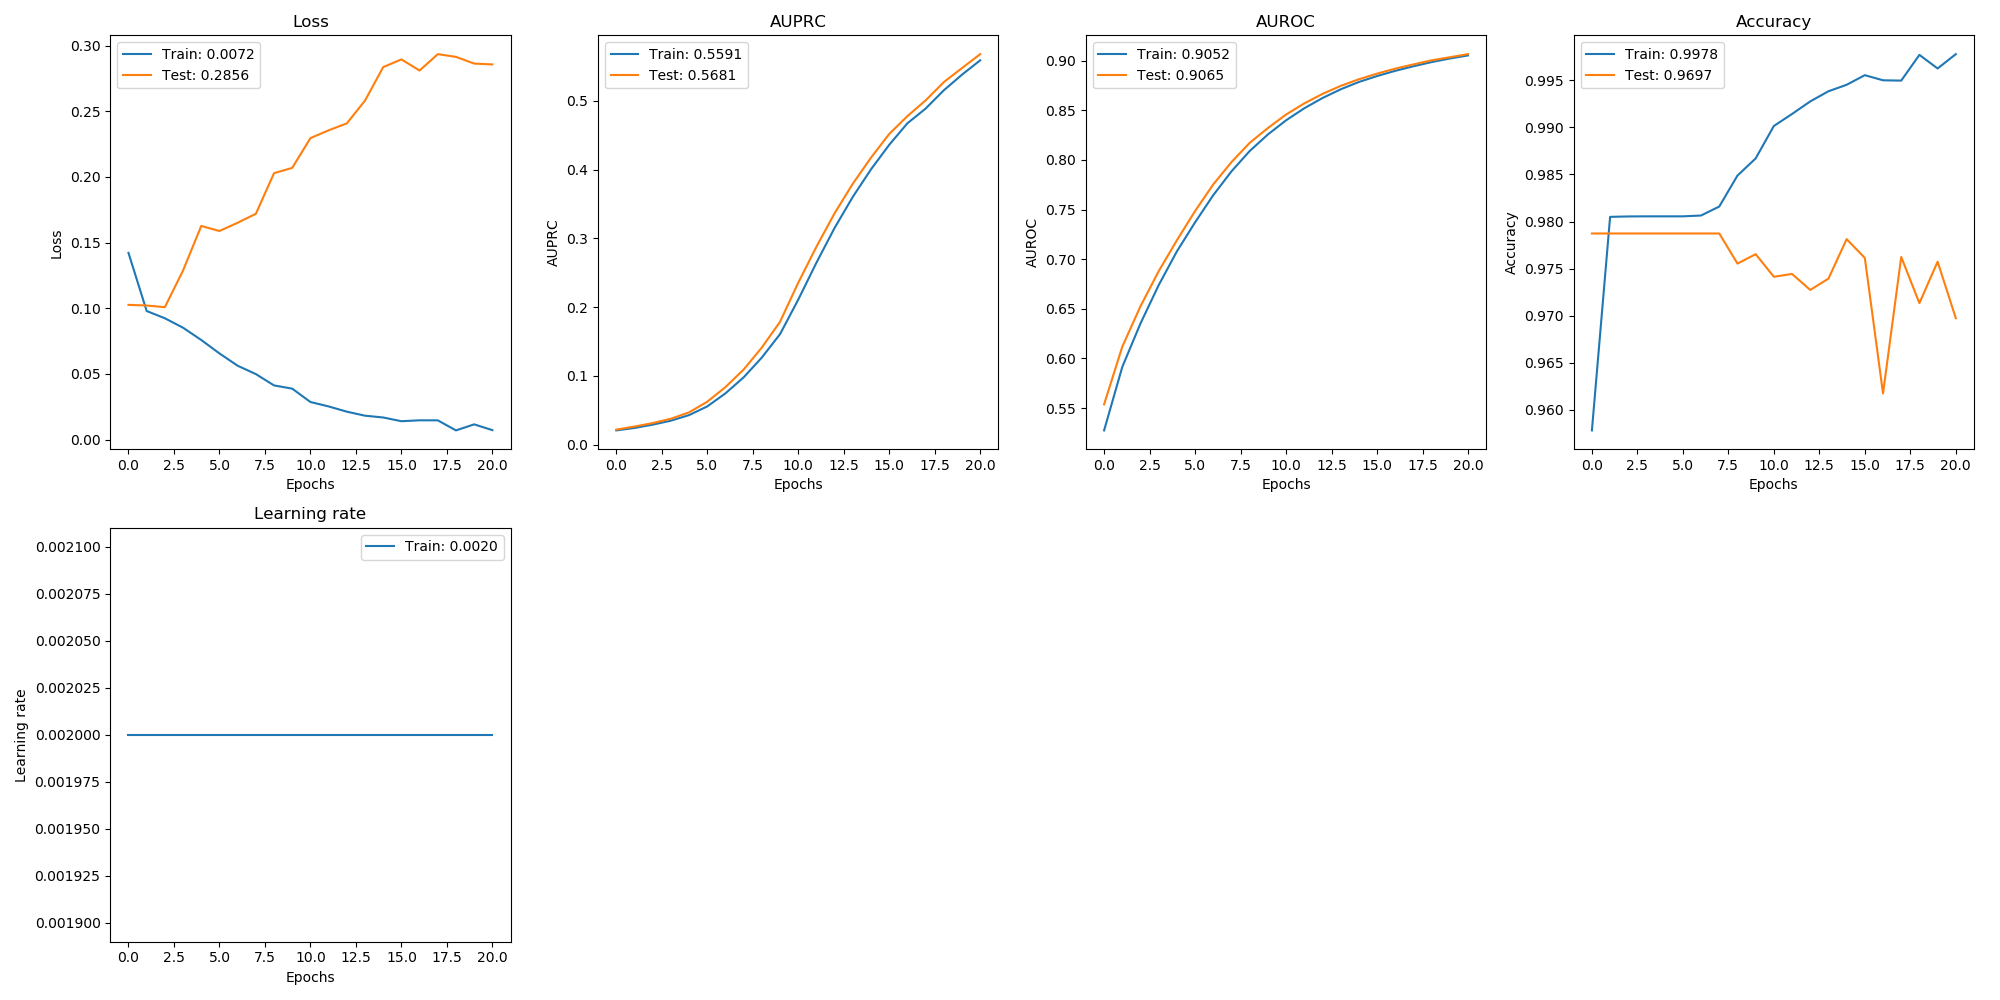 Loss
Train: 0.0072
Test: 0.2856
0.30
0.25
0.20
0.15
0.10
0.05
0.00
Loss
0.0 2.5 5.0 7.5 10.0 12.5 15.0 17.5 20.0
Epochs
AUPRC
Train: 0.5591
Test: 0.5681
0.5
0.4
0.3
0.2
0.1
0.0
AUPRC
0.0 2.5 5.0 7.5 10.0 12.5 15.0 17.5 20.0
Epochs
AUROC
Train: 0.9052
Test: 0.9065
0.90
0.85
0.80
0.75
0.70
0.65
0.60
0.55
AUROC
0.0 2.5 5.0 7.5 10.0 12.5 15.0 17.5 20.0
Epochs
Accuracy
Train: 0.9978
Test: 0.9697
0.995
0.990
0.985
0.980
0.975
0.970
0.965
0.960
Accuracy
0.0 2.5 5.0 7.5 10.0 12.5 15.0 17.5 20.0
Epochs
Learning rate
Train: 0.0020
0.002100
0.002075
0.002050
0.002025
0.002000
0.001975
0.001950
0.001925
0.001900
Learning rate
0.0 2.5 5.0 7.5 10.0 12.5 15.0 17.5 20.0
Epochs